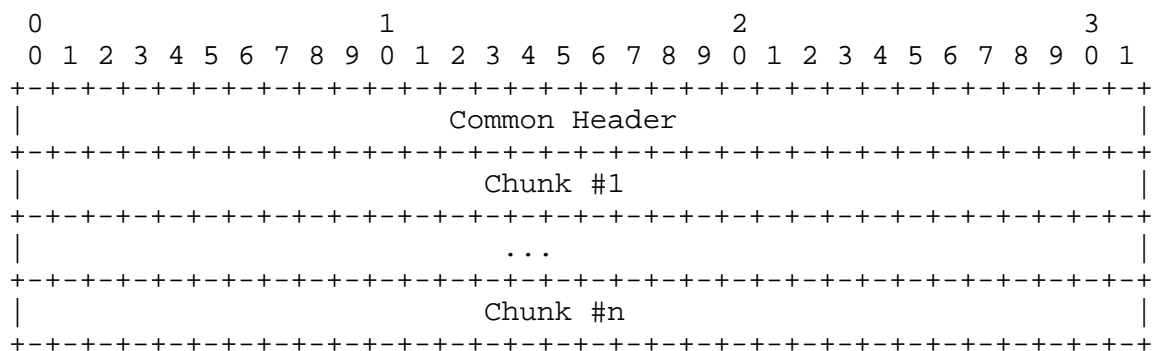 0                   1                   2                   3
 0 1 2 3 4 5 6 7 8 9 0 1 2 3 4 5 6 7 8 9 0 1 2 3 4 5 6 7 8 9 0 1
+-+-+-+-+-+-+-+-+-+-+-+-+-+-+-+-+-+-+-+-+-+-+-+-+-+-+-+-+-+-+-+-+
|                        Common Header                          |
+-+-+-+-+-+-+-+-+-+-+-+-+-+-+-+-+-+-+-+-+-+-+-+-+-+-+-+-+-+-+-+-+
|                          Chunk #1                             |
+-+-+-+-+-+-+-+-+-+-+-+-+-+-+-+-+-+-+-+-+-+-+-+-+-+-+-+-+-+-+-+-+
|                           ...                                 |
+-+-+-+-+-+-+-+-+-+-+-+-+-+-+-+-+-+-+-+-+-+-+-+-+-+-+-+-+-+-+-+-+
|                          Chunk #n                             |
+-+-+-+-+-+-+-+-+-+-+-+-+-+-+-+-+-+-+-+-+-+-+-+-+-+-+-+-+-+-+-+-+